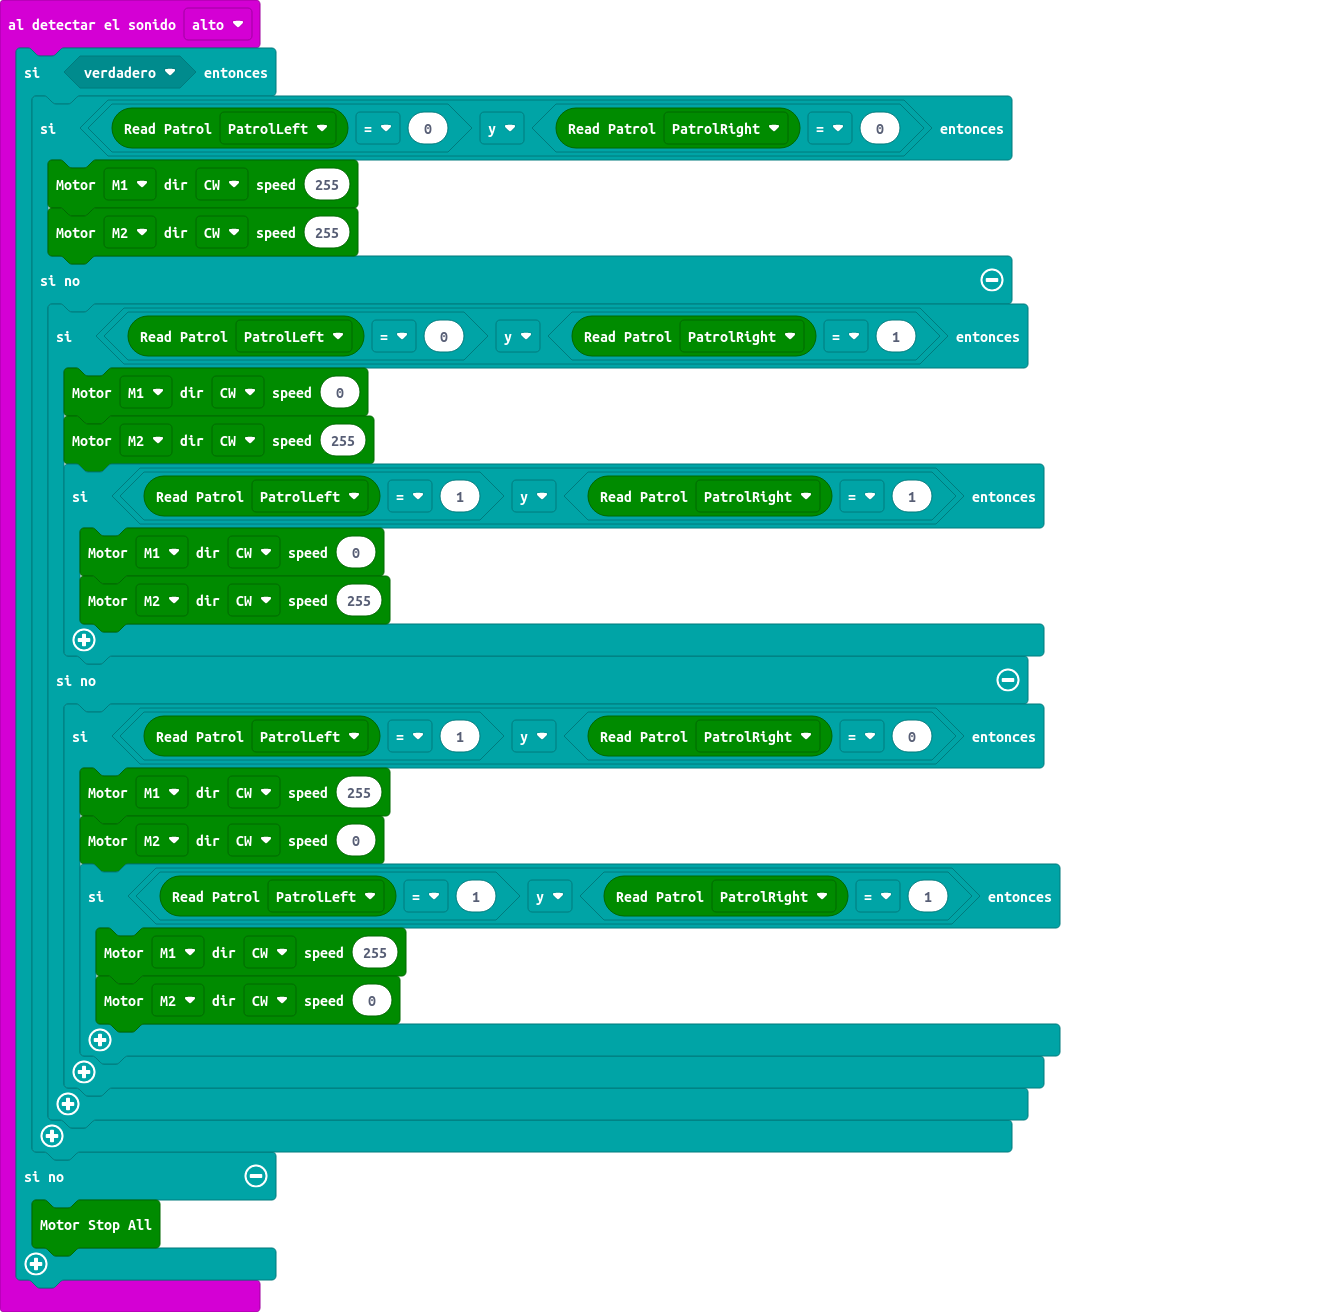 al detectar el sonido alto
si verdadero entonces
si Read Patrol PatrolLeft = 0 y Read Patrol PatrolRight = 0 entonces
Motor M1 dir CW speed 255
Motor M2 dir CW speed 255
si no
si Read Patrol PatrolLeft = 0 y Read Patrol PatrolRight = 1 entonces
Motor M1 dir CW speed 0
Motor M2 dir CW speed 255
si Read Patrol PatrolLeft = 1 y Read Patrol PatrolRight = 1 entonces
Motor M1 dir CW speed 0
Motor M2 dir CW speed 255
si no
si Read Patrol PatrolLeft = 1 y Read Patrol PatrolRight = 0 entonces
Motor M1 dir CW speed 255
Motor M2 dir CW speed 0
si Read Patrol PatrolLeft = 1 y Read Patrol PatrolRight = 1 entonces
Motor M1 dir CW speed 255
Motor M2 dir CW speed 0
si no
Motor Stop All